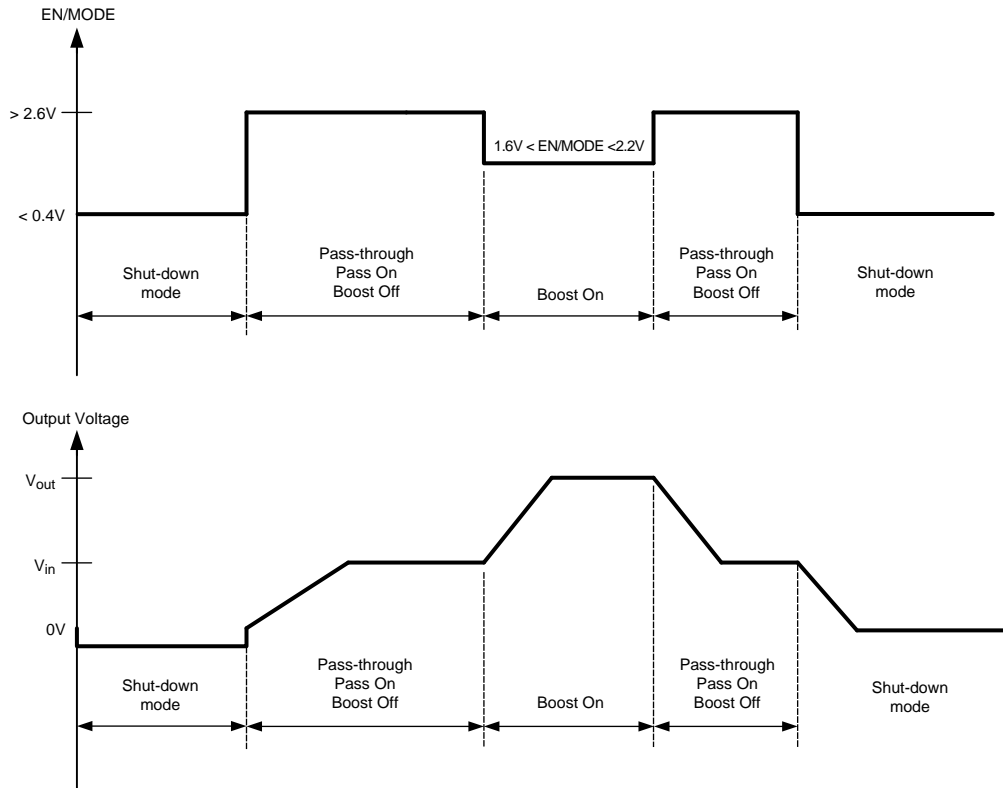 EN/MODE
> 2.6V
1.6V < EN/MODE <2.2V
< 0.4V
Shut-down
mode
Pass-through
Pass On
Boost Off
Boost On
Pass-through
Pass On
Boost Off
Shut-down
mode
Output Voltage
Vout
Vin
0V
Shut-down
mode
Pass-through
Pass On
Boost Off
Boost On
Pass-through
Pass On
Boost Off
Shut-down
mode